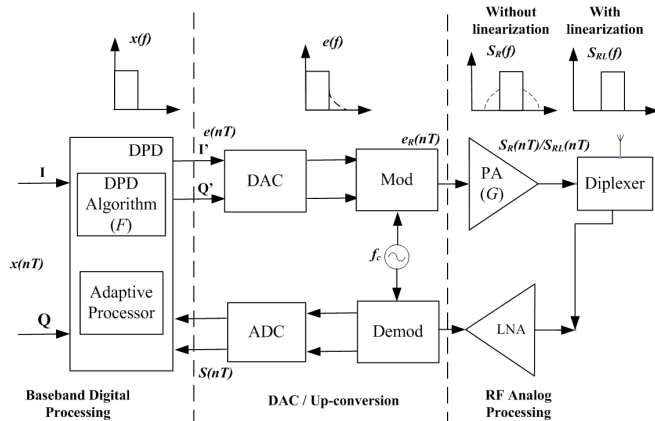 x(f)
e(f)
Without
linearization
S_R(f)
With
linearization
S_RL(f)
e(nT)
e_R(nT)
S_R(nT)/S_RL(nT)
DPD
I
I'
Q'
DPD
Algorithm
(F)
DAC
Mod
PA
(G)
Diplexer
x(nT)
f_c
Adaptive
Processor
Q
ADC
Demod
LNA
S(nT)
Baseband Digital
Processing
DAC / Up-conversion
RF Analog
Processing